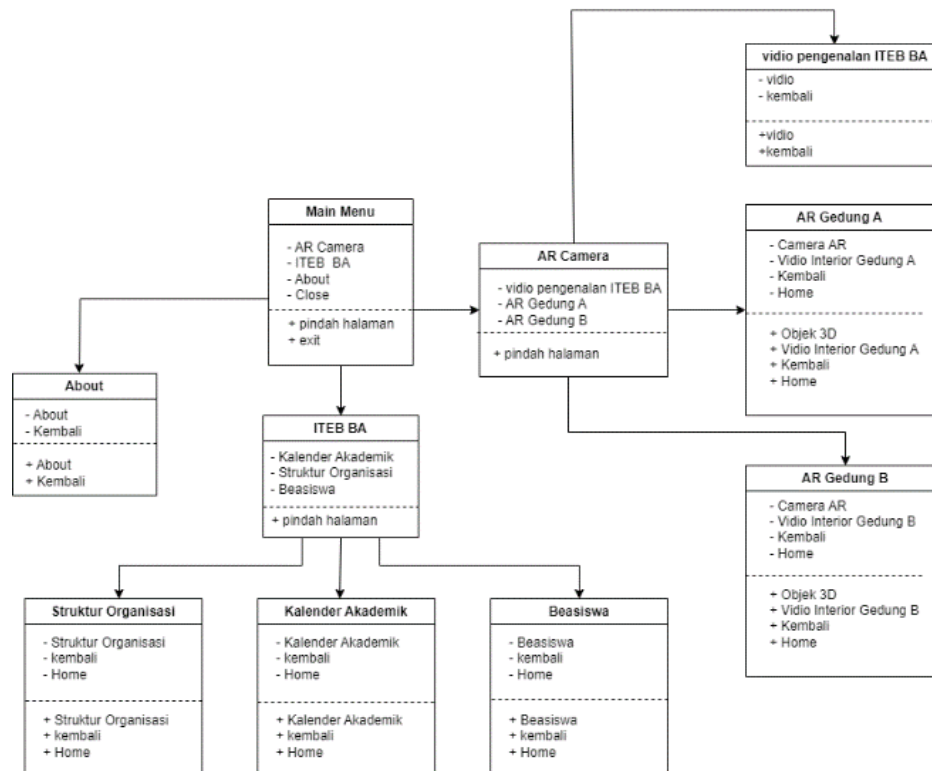 vidio pengenalan ITEB BA
- vidio
- kembali
+vidio
+kembali
Main Menu
- AR Camera
- ITEB BA
- About
- Close
+ pindah halaman
+ exit
AR Camera
- vidio pengenalan ITEB BA
- AR Gedung A
- AR Gedung B
+ pindah halaman
AR Gedung A
- Camera AR
- Vidio Interior Gedung A
- Kembali
- Home
+ Objek 3D
+ Vidio Interior Gedung A
+ Kembali
+ Home
About
- About
- Kembali
+ About
+ Kembali
ITEB BA
- Kalender Akademik
- Struktur Organisasi
- Beasiswa
+ pindah halaman
AR Gedung B
- Camera AR
- Vidio Interior Gedung B
- Kembali
- Home
+ Objek 3D
+ Vidio Interior Gedung B
+ Kembali
+ Home
Struktur Organisasi
- Struktur Organisasi
- kembali
- Home
+ Struktur Organisasi
+ kembali
+ Home
Kalender Akademik
- Kalender Akademik
- kembali
- Home
+ Kalender Akademik
+ kembali
+ Home
Beasiswa
- Beasiswa
- kembali
- Home
+ Beasiswa
+ kembali
+ Home